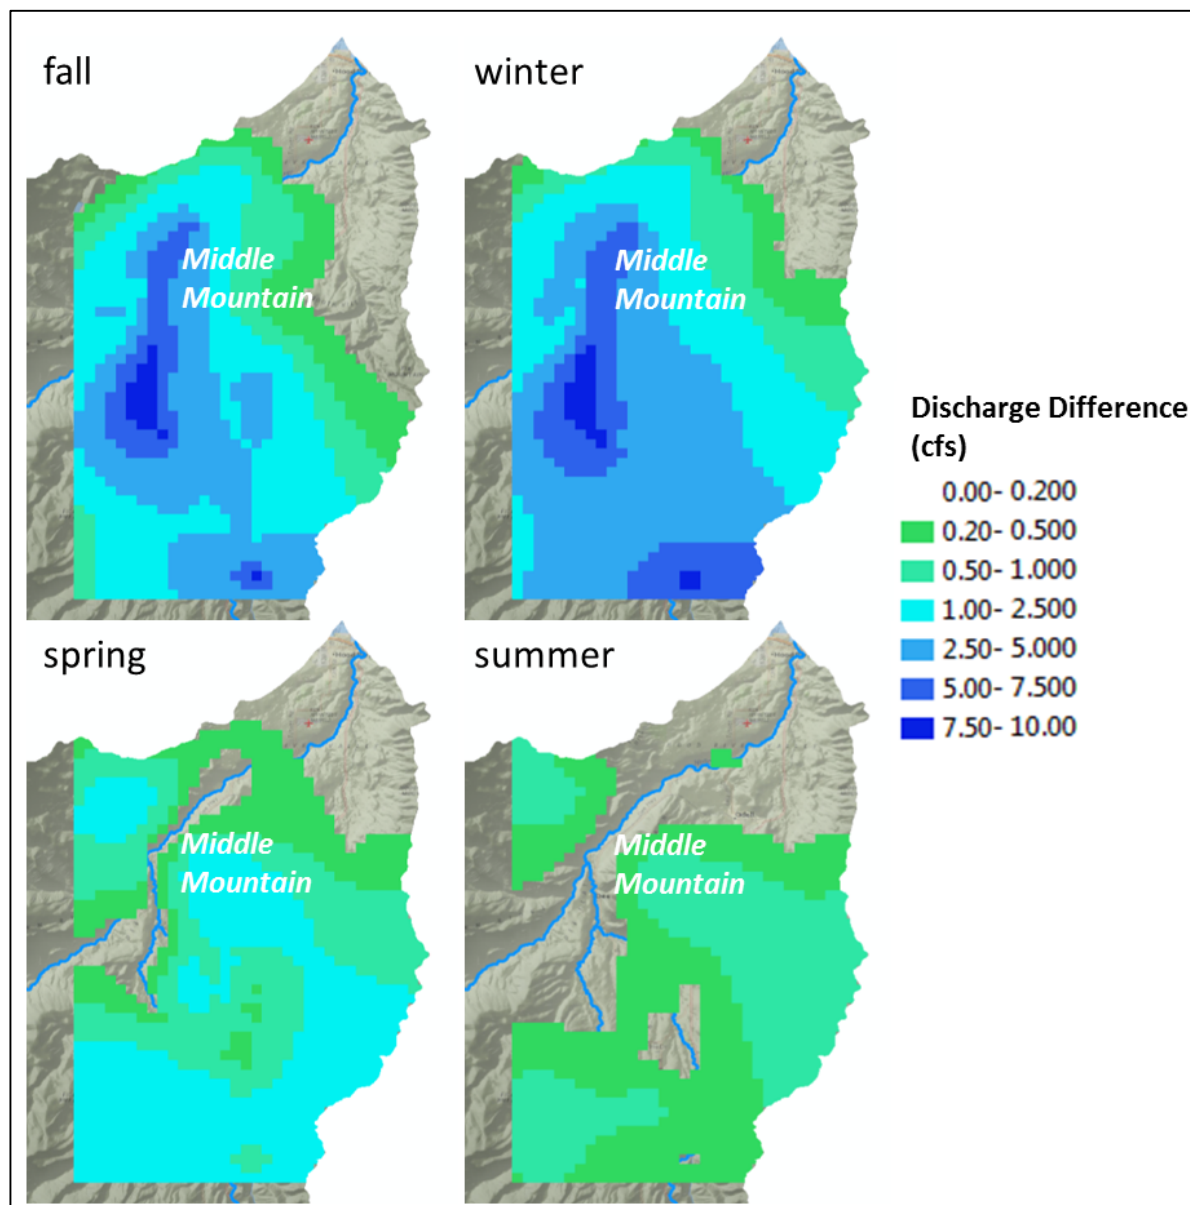 fall
winter
Middle
Mountain
Middle
Mountain
Discharge Difference
(cfs)
0.00- 0.200
0.20- 0.500
0.50- 1.000
1.00- 2.500
2.50- 5.000
5.00- 7.500
7.50- 10.00
spring
summer
Middle
Mountain
Middle
Mountain